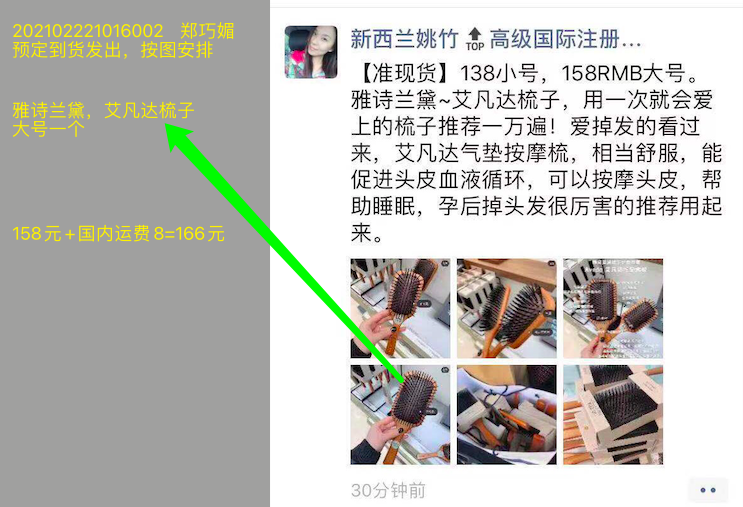 202102221016002 郑巧媚
预定到货发出，按图安排
雅诗兰黛，艾凡达梳子
大号一个
158元+国内运费8=166元
新西兰姚竹 TOP 高级国际注册...
【准现货】138小号，158RMB大号。
雅诗兰黛~艾凡达梳子，用一次就会爱
上的梳子推荐一万遍！爱掉发的看过
来，艾凡达气垫按摩梳，相当舒服，能
促进头皮血液循环，可以按摩头皮，帮
助睡眠，孕后掉头发很厉害的推荐用起
来。
30分钟前